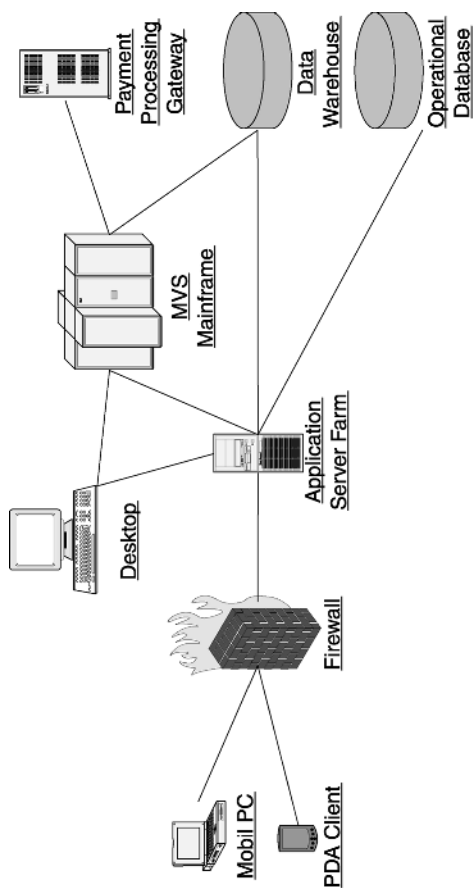 Payment
Processing
Gateway
MVS
Mainframe
Data
Warehouse
Operational
Database
Desktop
Application
Server Farm
Firewall
Mobil PC
PDA Client